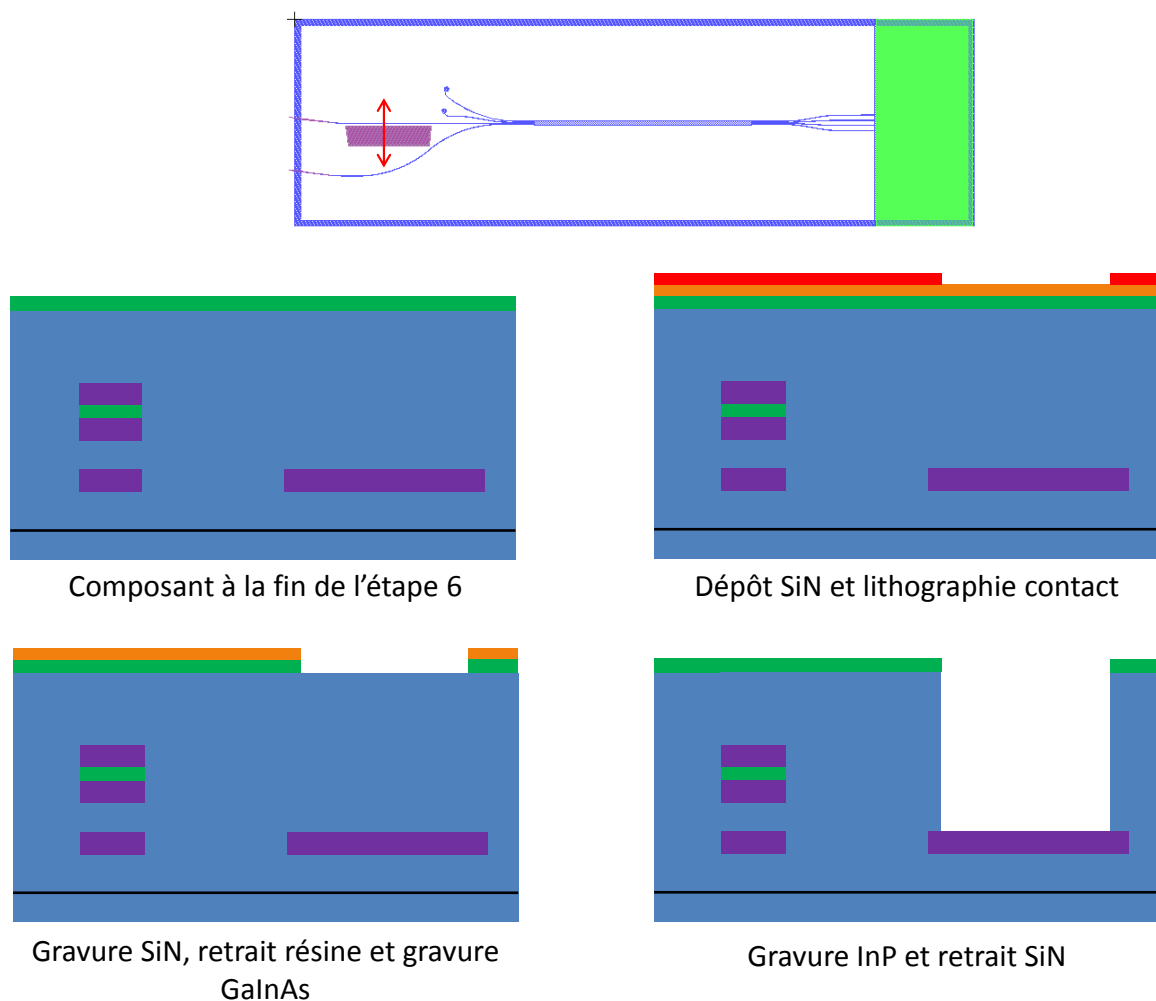 Composant à la fin de l’étape 6
Dépôt SiN et lithographie contact
Gravure SiN, retrait résine et gravure
GaInAs
Gravure InP et retrait SiN